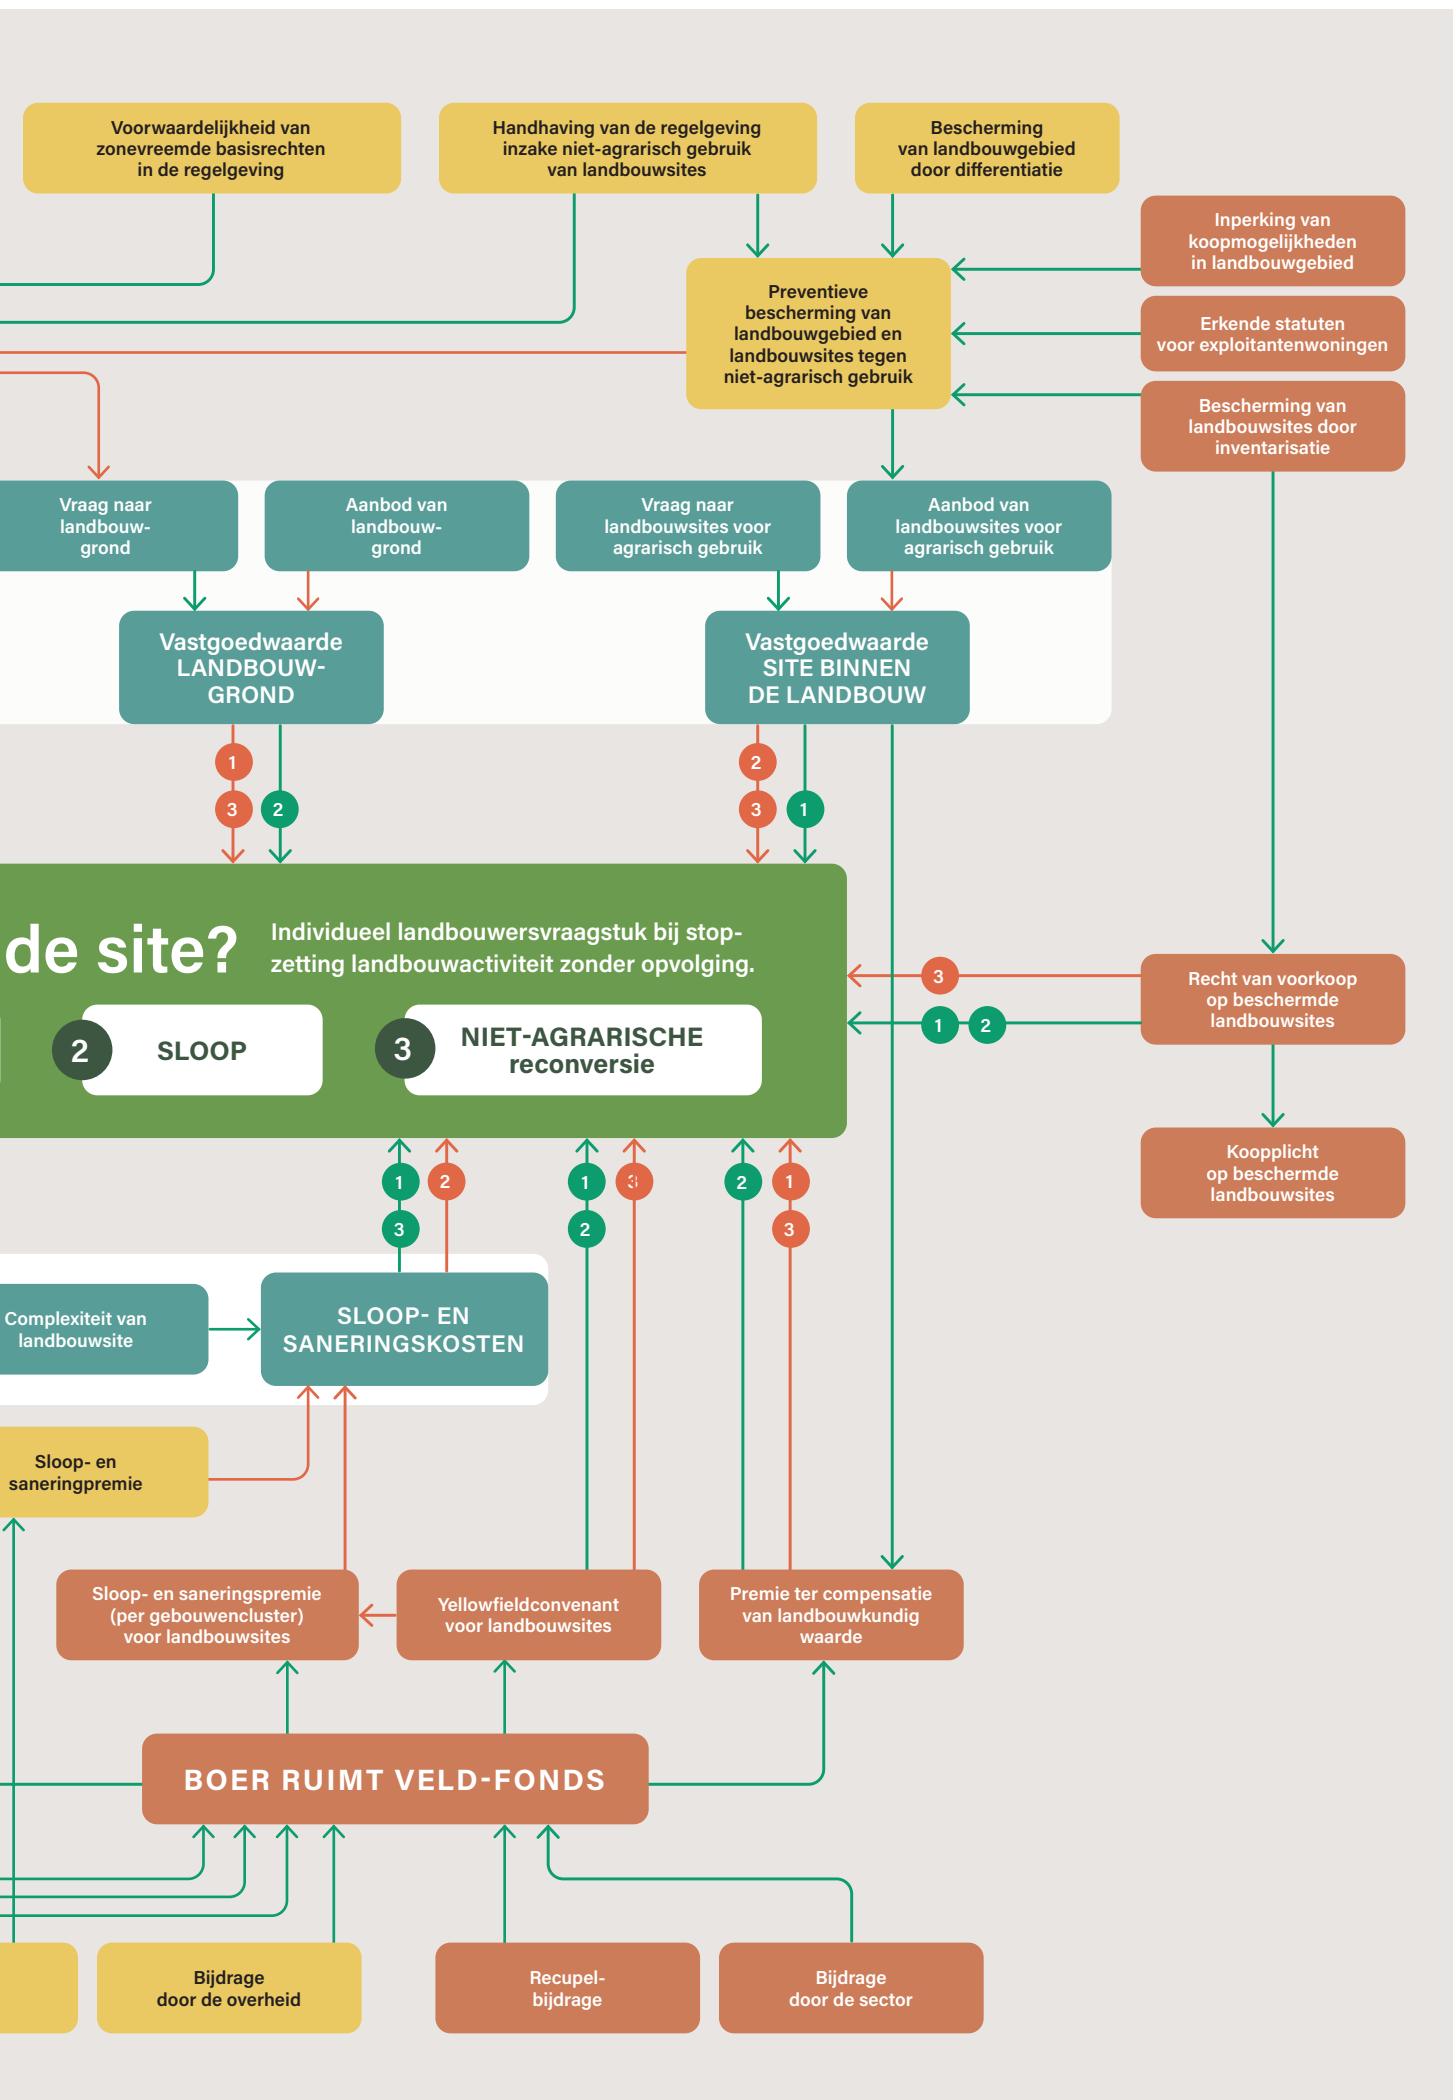 Voorwaardelijkheid van
zonevreemde basisrechten
in de regelgeving
Handhaving van de regelgeving
inzake niet-agrarisch gebruik
van landbouwsites
Bescherming
van landbouwgebied
door differentiatie
Inperking van
koopmogelijkheden
in landbouwgebied
Erkende statuten
voor exploitantenwoningen
Bescherming van
landbouwsites door
inventarisatie
Preventieve
bescherming van
landbouwgebied en
landbouwsites tegen
niet-agrarisch gebruik
Vraag naar
landbouw-
grond
Aanbod van
landbouw-
grond
Vraag naar
landbouwsites voor
agrarisch gebruik
Aanbod van
landbouwsites voor
agrarisch gebruik
Vastgoedwaarde
LANDBOUW-
GROND
Vastgoedwaarde
SITE BINNEN
DE LANDBOUW
1
3
2
2
3
1
de site?
Individueel landbouwersvraagstuk bij stop-
zetting landbouwactiviteit zonder opvolging.
2
SLOOP
3
NIET-AGRARISCHE
reconversie
3
1
2
Recht van voorkoop
op beschermde
landbouwsites
Koopplicht
op beschermde
landbouwsites
1
3
2
1
2
3
2
1
3
Complexiteit van
landbouwsite
SLOOP- EN
SANERINGSKOSTEN
Sloop- en
saneringpremie
Sloop- en saneringspremie
(per gebouwencluster)
voor landbouwsites
Yellowfieldconvenant
voor landbouwsites
Premie ter compensatie
van landbouwkundig
waarde
BOER RUIMT VELD-FONDS
Bijdrage
door de overheid
Recupel-
bijdrage
Bijdrage
door de sector